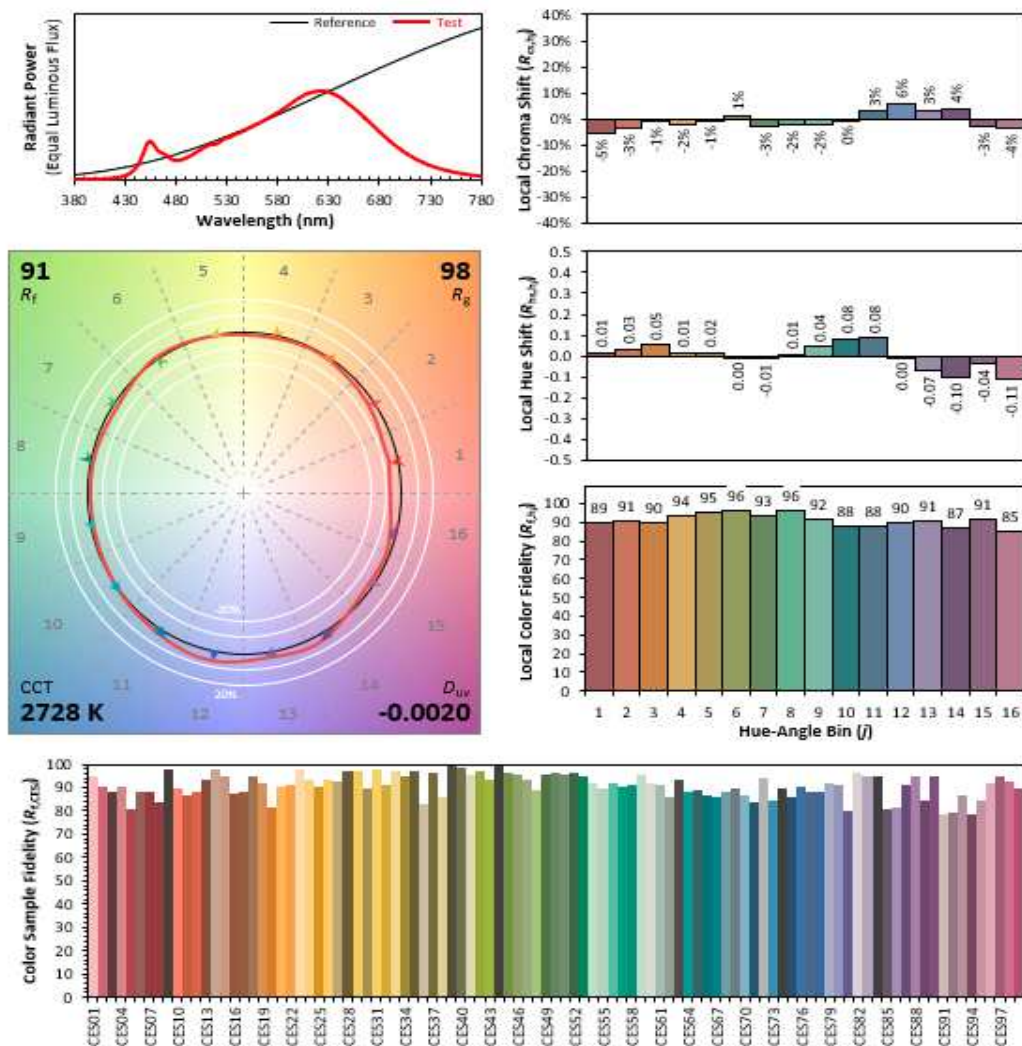 Reference
Test
Radiant Power
(Equal Luminous Flux)
380 430 480 530 580 630 680 730 780
Wavelength (nm)
Local Chroma Shift (Rcs,hj)
40%
30%
20%
10%
0%
-10%
-20%
-30%
-40%
-5% -3% -1% -2% -1% 1% -3% -2% -2% 0% 3% 6% 3% 4% -3% -4%
91
Rf
98
Rg
5 4
6 3
7 2
8 1
9 16
10 15
11 14
12 13
-20%
20%
CCT
2728 K
Duv
-0.0020
Local Hue Shift (Rhs,hj)
0.5
0.4
0.3
0.2
0.1
0.0
-0.1
-0.2
-0.3
-0.4
-0.5
0.01 0.03 0.05 0.01 0.02 0.00 -0.01 0.01 0.04 0.08 0.08 0.00 -0.07 -0.10 -0.04 -0.11
Local Color Fidelity (Rf,hj)
100
90
80
70
60
50
40
30
20
10
0
89 91 90 94 95 96 93 96 92 88 88 90 91 87 91 85
1 2 3 4 5 6 7 8 9 10 11 12 13 14 15 16
Hue-Angle Bin (j)
Color Sample Fidelity (Rf,CESi)
100
90
80
70
60
50
40
30
20
10
0
CES01 CES04 CES07 CES10 CES13 CES16 CES19 CES22 CES25 CES28 CES31 CES34 CES37 CES40 CES43 CES46 CES49 CES52 CES55 CES58 CES61 CES64 CES67 CES70 CES73 CES76 CES79 CES82 CES85 CES88 CES91 CES94 CES97